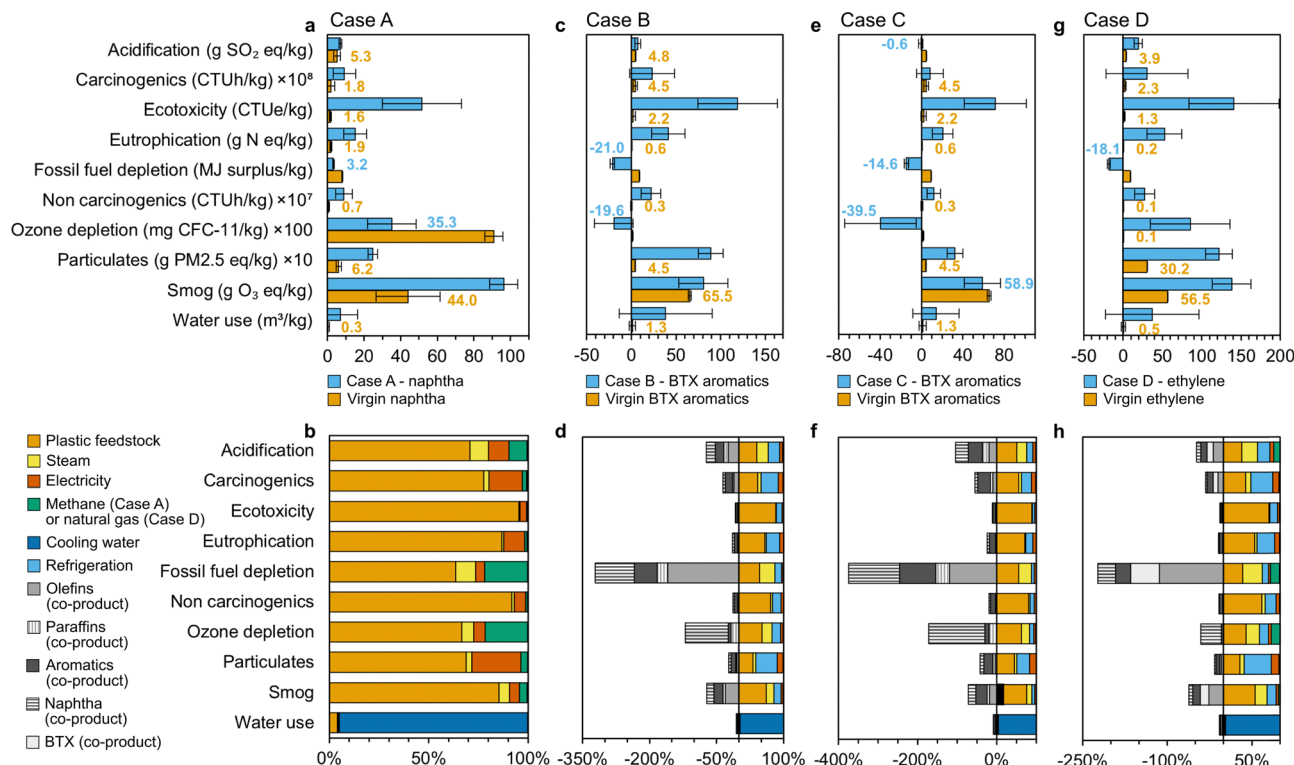 a Case A
c Case B
e Case C
g Case D
Acidification (g SO₂ eq/kg)
Carcinogenics (CTUh/kg) ×10⁸
Ecotoxicity (CTUe/kg)
Eutrophication (g N eq/kg)
Fossil fuel depletion (MJ surplus/kg)
Non carcinogenics (CTUh/kg) ×10⁷
Ozone depletion (mg CFC-11/kg) ×100
Particulates (g PM2.5 eq/kg) ×10
Smog (g O₃ eq/kg)
Water use (m³/kg)
5.3
1.8
1.6
1.9
3.2
0.7
35.3
6.2
44.0
0.3
0 20 40 60 80 100
Case A - naphtha
Virgin naphtha
4.8
4.5
2.2
0.6
-21.0
0.3
-19.6
4.5
65.5
1.3
-50 0 50 100 150
Case B - BTX aromatics
Virgin BTX aromatics
-0.6
4.5
2.2
0.6
-14.6
0.3
-39.5
4.5
58.9
1.3
-80 -40 0 40 80
Case C - BTX aromatics
Virgin BTX aromatics
3.9
2.3
1.3
0.2
-18.1
0.1
0.1
30.2
56.5
0.5
-50 0 50 100 150 200
Case D - ethylene
Virgin ethylene
Plastic feedstock
Steam
Electricity
Methane (Case A)
or natural gas (Case D)
Cooling water
Refrigeration
Olefins
(co-product)
Paraffins
(co-product)
Aromatics
(co-product)
Naphtha
(co-product)
BTX (co-product)
b
d
f
h
Acidification
Carcinogenics
Ecotoxicity
Eutrophication
Fossil fuel depletion
Non carcinogenics
Ozone depletion
Particulates
Smog
Water use
0% 50% 100%
-350% -250% -150% -50% 50%
-400% -200% 0%
-250% -100% 50%